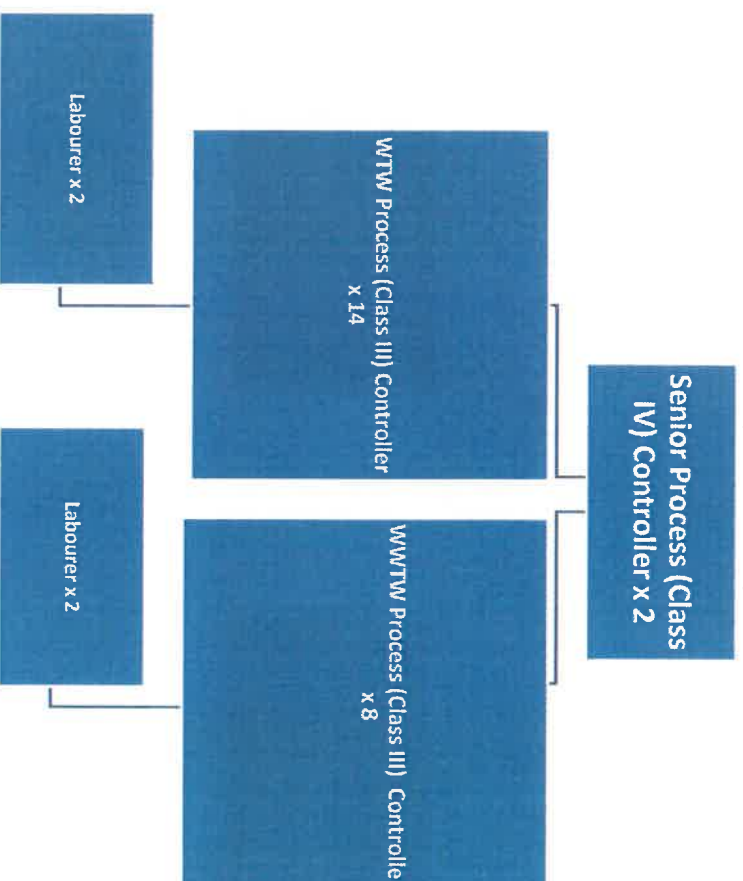 Senior Process (Class
IV) Controller x 2
WTW Process (Class III) Controller
x 14
WWTW Process (Class III) Controlle
x 8
Labourer x 2
Labourer x 2